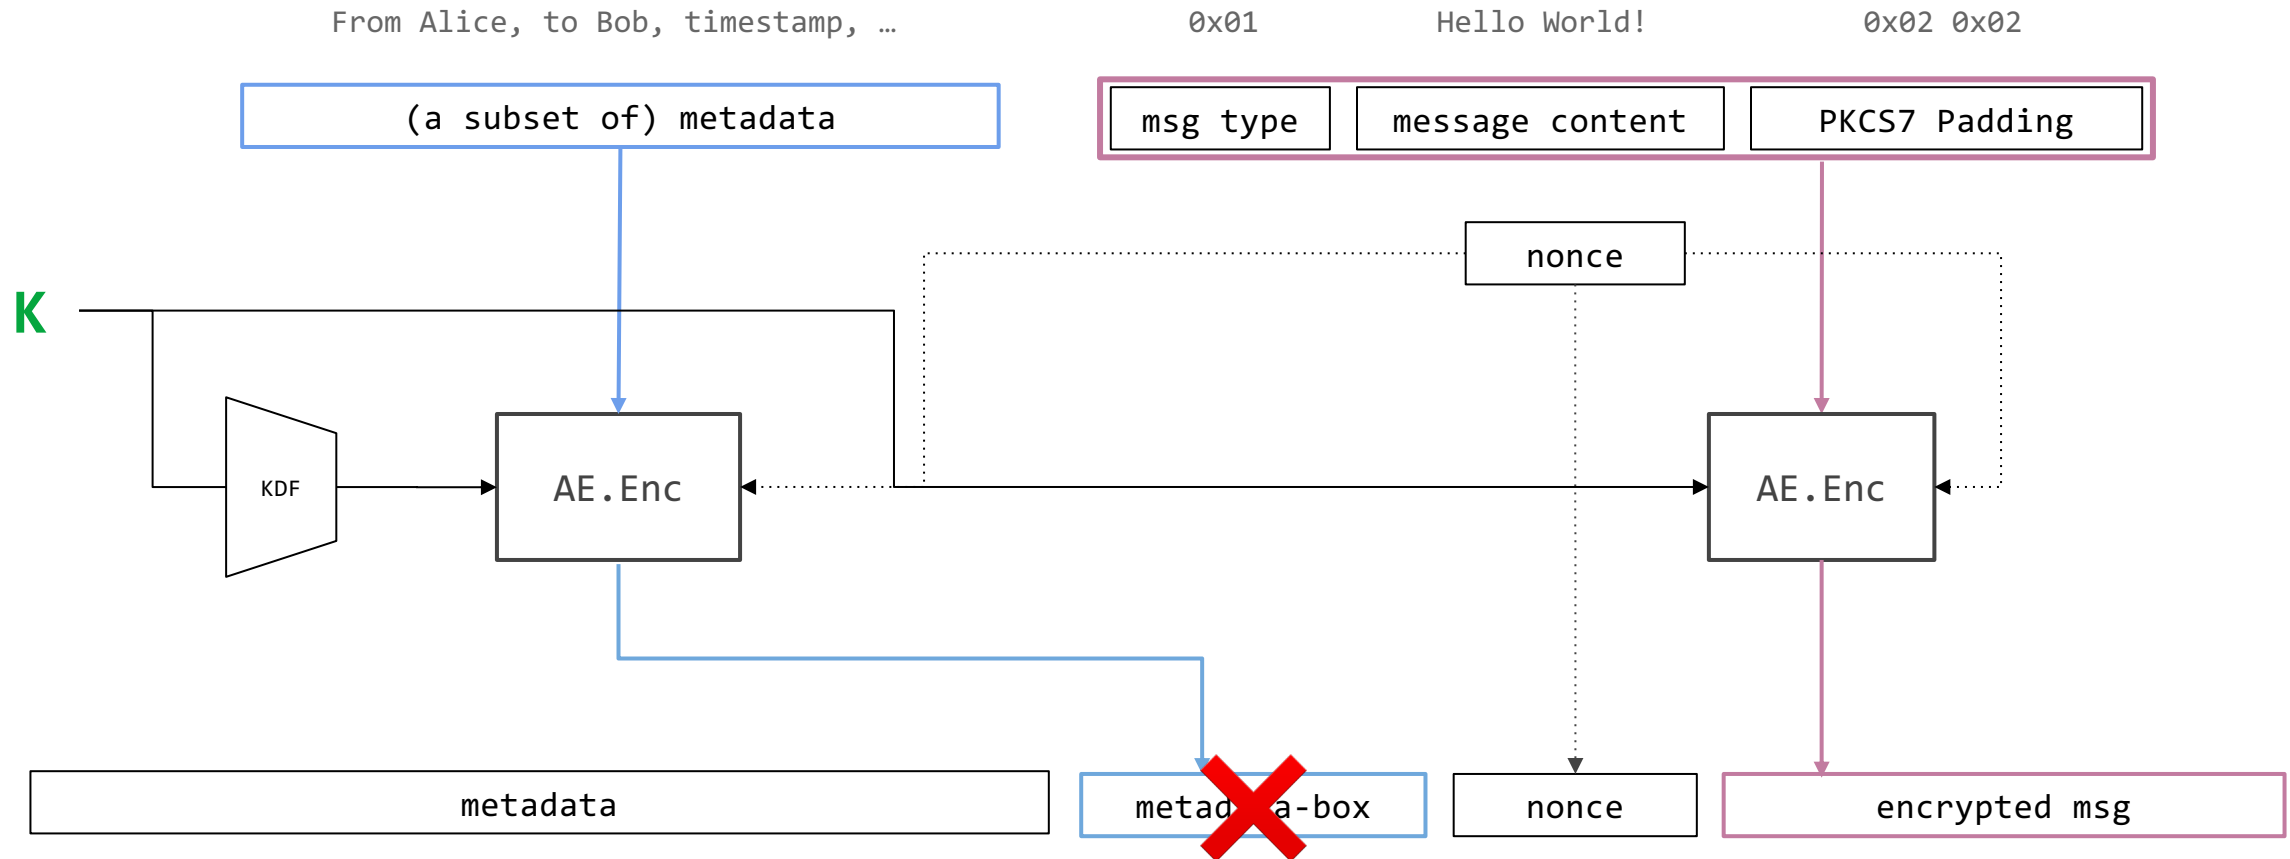 From Alice, to Bob, timestamp, …
0x01
Hello World!
0x02 0x02
(a subset of) metadata
msg type
message content
PKCS7 Padding
nonce
K
KDF
AE.Enc
AE.Enc
metadata
nonce
encrypted msg